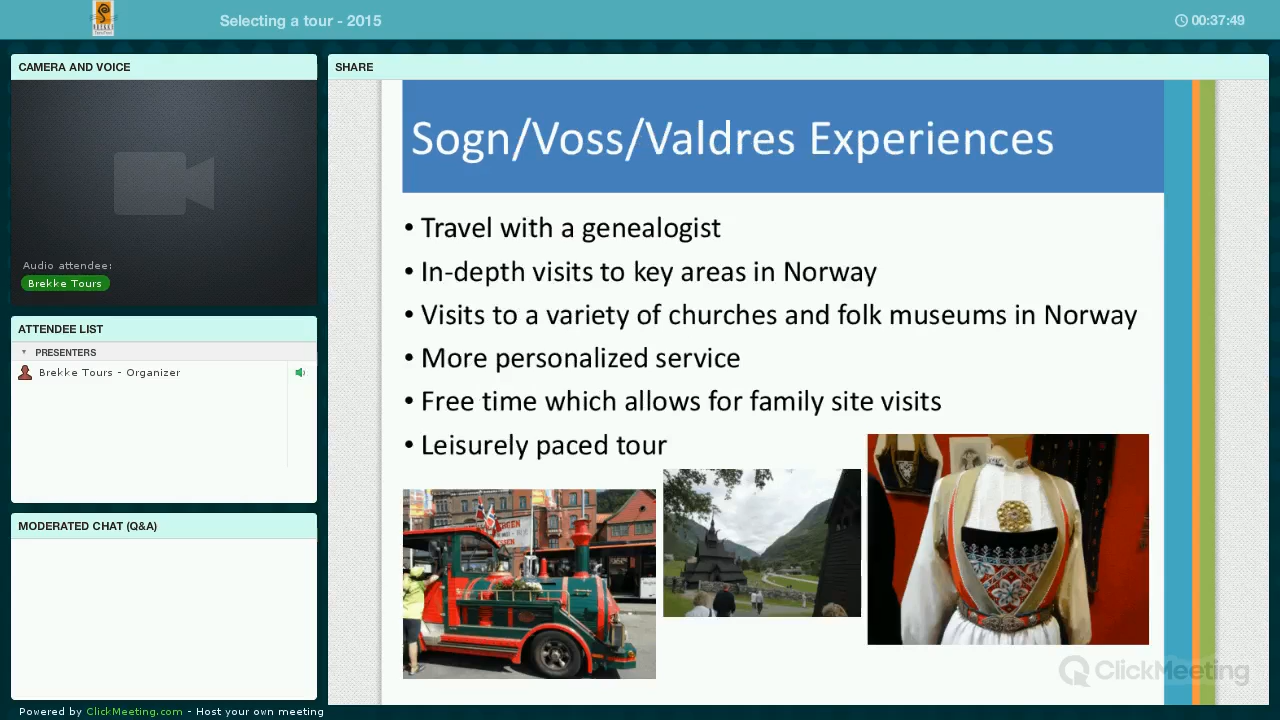 Selecting a tour - 2015
00:37:49
CAMERA AND VOICE
Audio attendee:
Brekke Tours
ATTENDEE LIST
PRESENTERS
Brekke Tours - Organizer
MODERATED CHAT (Q&A)
SHARE
Sogn/Voss/Valdres Experiences
• Travel with a genealogist
• In-depth visits to key areas in Norway
• Visits to a variety of churches and folk museums in Norway
• More personalized service
• Free time which allows for family site visits
• Leisurely paced tour
ClickMeeting
Powered by ClickMeeting.com - Host your own meeting